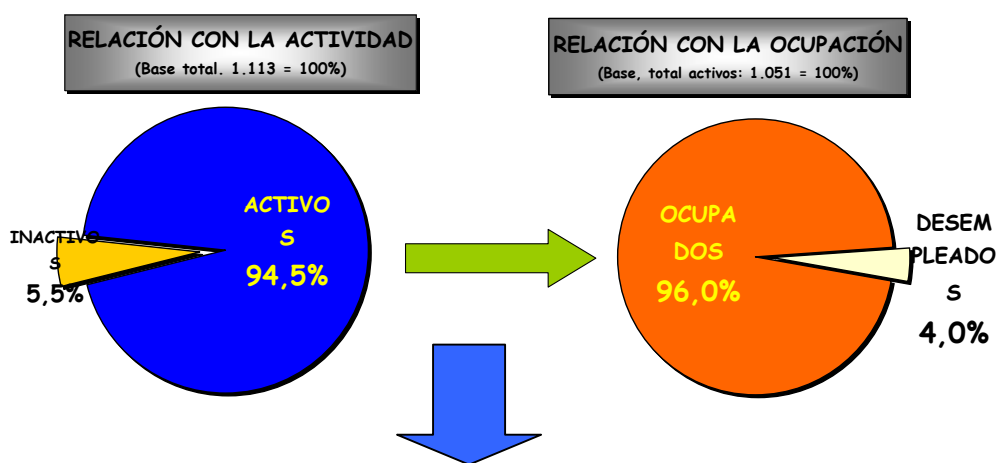 RELACIÓN CON LA ACTIVIDAD
(Base total. 1.113 = 100%)
RELACIÓN CON LA OCUPACIÓN
(Base, total activos: 1.051 = 100%)
ACTIVO
S
94,5%
INACTIVO
S
5,5%
OCUPA
DOS
96,0%
DESEM
PLEADO
S
4,0%